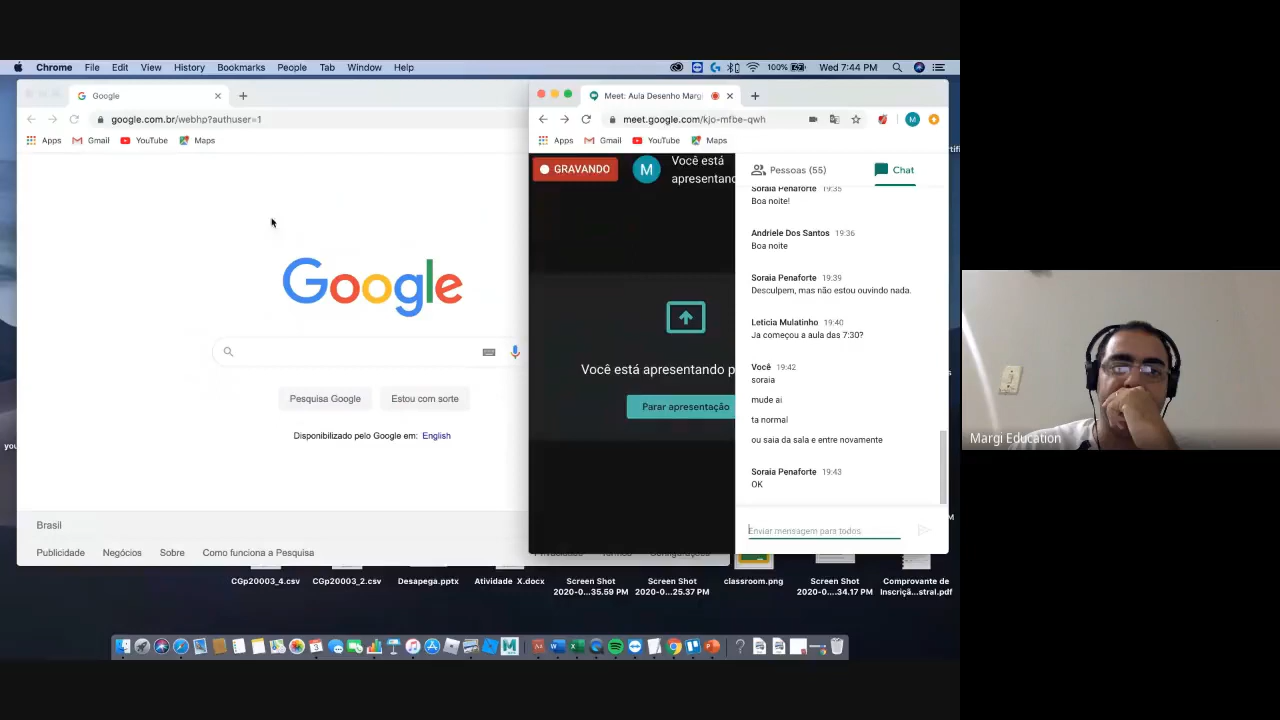 Chrome File Edit View History Bookmarks People Tab Window Help
100% Wed 7:44 PM
Google
google.com.br/webhp?authuser=1
Apps Gmail YouTube Maps
Google
Pesquisa Google Estou com sorte
Disponibilizado pelo Google em: English
Brasil
Publicidade Negócios Sobre Como funciona a Pesquisa
Meet: Aula Desenho Marg
meet.google.com/kjo-mfbe-qwh
M
Apps Gmail YouTube Maps
GRAVANDO
M
Você está
apresentando
Você está apresentando p
Parar apresentação
Pessoas (55) Chat
Soraia Penaforte 19:35
Boa noite!
Andriele Dos Santos 19:36
Boa noite
Soraia Penaforte 19:39
Desculpem, mas não estou ouvindo nada.
Leticia Mulatinho 19:40
Ja começou a aula das 7:30?
Você 19:42
soraia
mude ai
ta normal
ou saia da sala e entre novamente
Soraia Penaforte 19:43
OK
Enviar mensagem para todos
CGp20003_4.csv CGp20003_2.csv Desapega.pptx Atividade X.docx
Screen Shot
2020-0....35.59 PM
Screen Shot
2020-0....25.37 PM
classroom.png
Screen Shot
2020-0....34.17 PM
Comprovante de
Inscriçã...stral.pdf
Margi Education